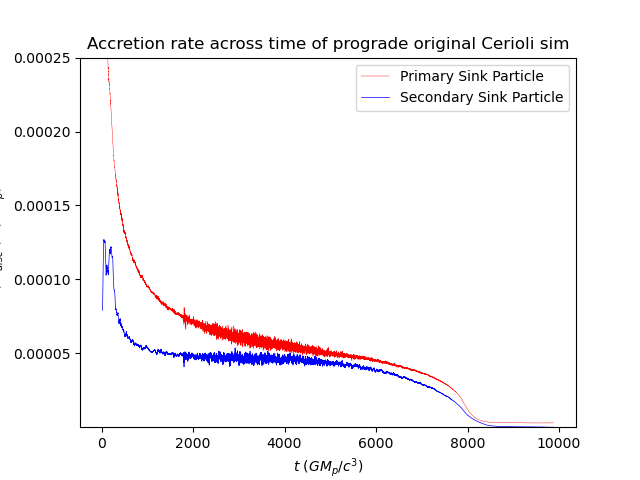 Accretion rate across time of prograde original Cerioli sim
Primary Sink Particle
Secondary Sink Particle
0.00025
0.00020
0.00015
0.00010
0.00005
0
2000
4000
6000
8000
10000
t (GM_p/c^3)